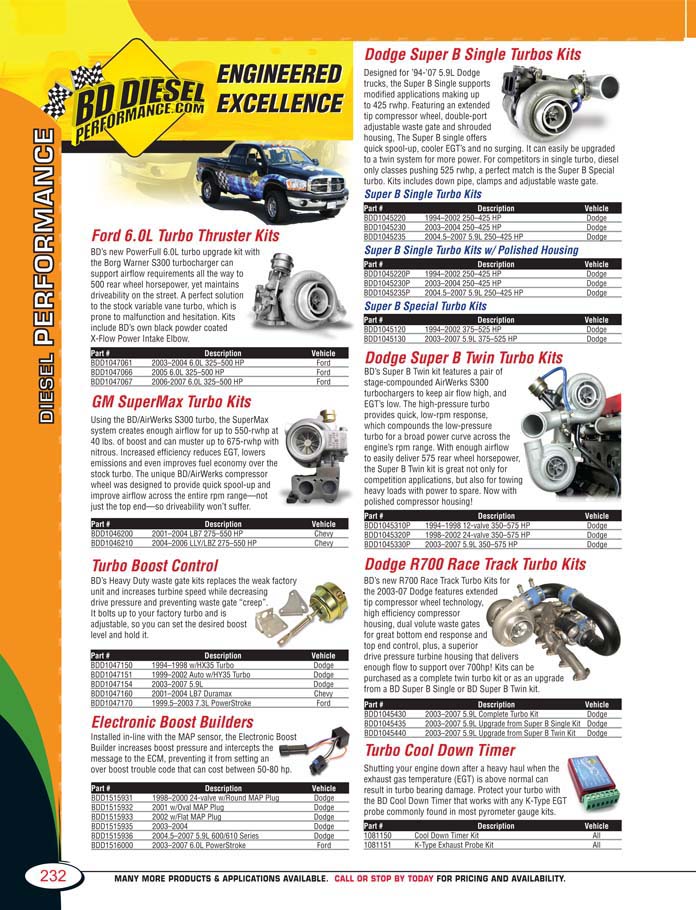 BD DIESEL
PERFORMANCE.COM
ENGINEERED
EXCELLENCE
DIESEL PERFORMANCE
Ford 6.0L Turbo Thruster Kits
BD's new PowerFull 6.0L turbo upgrade kit with
the Borg Warner S300 turbocharger can
support airflow requirements all the way to
500 rear wheel horsepower, yet maintains
driveability on the street. A perfect solution
to the stock variable vane turbo, which is
prone to malfunction and hesitation. Kits
include BD's own black powder coated
X-Flow Power Intake Elbow.
Part # Description Vehicle
BDD1047061 2003–2004 6.0L 325–500 HP Ford
BDD1047066 2005 6.0L 325–500 HP Ford
BDD1047067 2006-2007 6.0L 325–500 HP Ford
GM SuperMax Turbo Kits
Using the BD/AirWerks S300 turbo, the SuperMax
system creates enough airflow for up to 550-rwhp at
40 lbs. of boost and can muster up to 675-rwhp with
nitrous. Increased efficiency reduces EGT, lowers
emissions and even improves fuel economy over the
stock turbo. The unique BD/AirWerks compressor
wheel was designed to provide quick spool-up and
improve airflow across the entire rpm range—not
just the top end—so driveability won't suffer.
Part # Description Vehicle
BDD1046200 2001–2004 LB7 275–550 HP Chevy
BDD1046210 2004–2006 LLY/LBZ 275–550 HP Chevy
Turbo Boost Control
BD's Heavy Duty waste gate kits replaces the weak factory
unit and increases turbine speed while decreasing
drive pressure and preventing waste gate "creep".
It bolts up to your factory turbo and is
adjustable, so you can set the desired boost
level and hold it.
Part # Description Vehicle
BDD1047150 1994–1998 w/HX35 Turbo Dodge
BDD1047151 1999–2002 Auto w/HY35 Turbo Dodge
BDD1047154 2003–2007 5.9L Dodge
BDD1047160 2001–2004 LB7 Duramax Chevy
BDD1047170 1999.5–2003 7.3L PowerStroke Ford
Electronic Boost Builders
Installed in-line with the MAP sensor, the Electronic Boost
Builder increases boost pressure and intercepts the
message to the ECM, preventing it from setting an
over boost trouble code that can cost between 50-80 hp.
Part # Description Vehicle
BDD1515931 1998–2000 24-valve w/Round MAP Plug Dodge
BDD1515932 2001 w/Oval MAP Plug Dodge
BDD1515933 2002 w/Flat MAP Plug Dodge
BDD1515935 2003–2004 Dodge
BDD1515936 2004.5–2007 5.9L 600/610 Series Dodge
BDD1516000 2003–2007 6.0L PowerStroke Ford
Dodge Super B Single Turbos Kits
Designed for '94-'07 5.9L Dodge
trucks, the Super B Single supports
modified applications making up
to 425 rwhp. Featuring an extended
tip compressor wheel, double-port
adjustable waste gate and shrouded
housing, The Super B single offers
quick spool-up, cooler EGT's and no surging. It can easily be upgraded
to a twin system for more power. For competitors in single turbo, diesel
only classes pushing 525 rwhp, a perfect match is the Super B Special
turbo. Kits includes down pipe, clamps and adjustable waste gate.
Super B Single Turbo Kits
Part # Description Vehicle
BDD1045220 1994–2002 250–425 HP Dodge
BDD1045230 2003–2004 250–425 HP Dodge
BDD1045235 2004.5–2007 5.9L 250–425 HP Dodge
Super B Single Turbo Kits w/ Polished Housing
Part # Description Vehicle
BDD1045220P 1994–2002 250–425 HP Dodge
BDD1045230P 2003–2004 250–425 HP Dodge
BDD1045235P 2004.5–2007 5.9L 250–425 HP Dodge
Super B Special Turbo Kits
Part # Description Vehicle
BDD1045120 1994–2002 375–525 HP Dodge
BDD1045130 2003–2007 5.9L 375–525 HP Dodge
Dodge Super B Twin Turbo Kits
BD's Super B Twin kit features a pair of
stage-compounded AirWerks S300
turbochargers to keep air flow high, and
EGT's low. The high-pressure turbo
provides quick, low-rpm response,
which compounds the low-pressure
turbo for a broad power curve across the
engine's rpm range. With enough airflow
to easily deliver 575 rear wheel horsepower,
the Super B Twin kit is great not only for
competition applications, but also for towing
heavy loads with power to spare. Now with
polished compressor housing!
Part # Description Vehicle
BDD1045310P 1994–1998 12-valve 350–575 HP Dodge
BDD1045320P 1998–2002 24-valve 350–575 HP Dodge
BDD1045330P 2003–2007 5.9L 350–575 HP Dodge
Dodge R700 Race Track Turbo Kits
BD's new R700 Race Track Turbo Kits for
the 2003-07 Dodge features extended
tip compressor wheel technology,
high efficiency compressor
housing, dual volute waste gates
for great bottom end response and
top end control, plus, a superior
drive pressure turbine housing that delivers
enough flow to support over 700hp! Kits can be
purchased as a complete twin turbo kit or as an upgrade
from a BD Super B Single or BD Super B Twin kit.
Part # Description Vehicle
BDD1045430 2003–2007 5.9L Complete Turbo Kit Dodge
BDD1045435 2003–2007 5.9L Upgrade from Super B Single Kit Dodge
BDD1045440 2003–2007 5.9L Upgrade from Super B Twin Kit Dodge
Turbo Cool Down Timer
Shutting your engine down after a heavy haul when the
exhaust gas temperature (EGT) is above normal can
result in turbo bearing damage. Protect your turbo with
the BD Cool Down Timer that works with any K-Type EGT
probe commonly found in most pyrometer gauge kits.
Part # Description Vehicle
1081150 Cool Down Timer Kit All
1081151 K-Type Exhaust Probe Kit All
232
MANY MORE PRODUCTS & APPLICATIONS AVAILABLE. CALL OR STOP BY TODAY FOR PRICING AND AVAILABILITY.